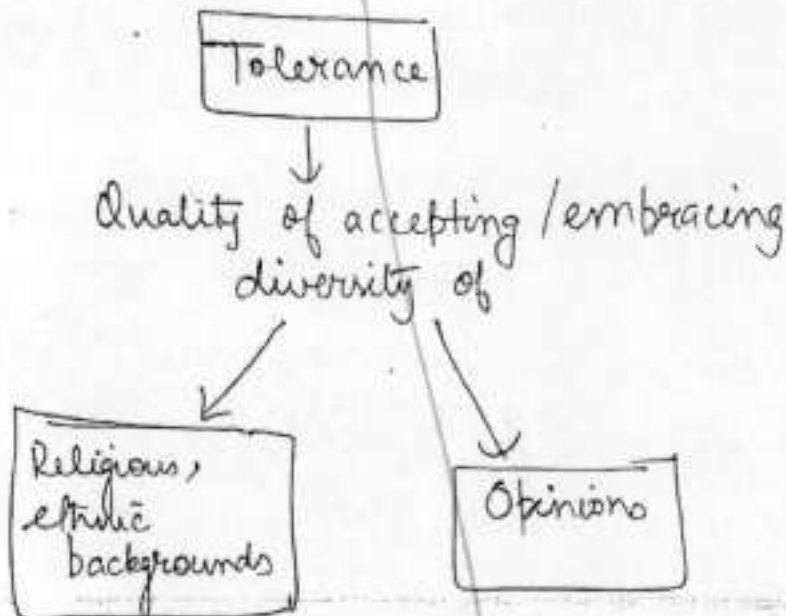 Tolerance
Quality of accepting / embracing
diversity of
Religious,
ethnic
backgrounds
Opinions